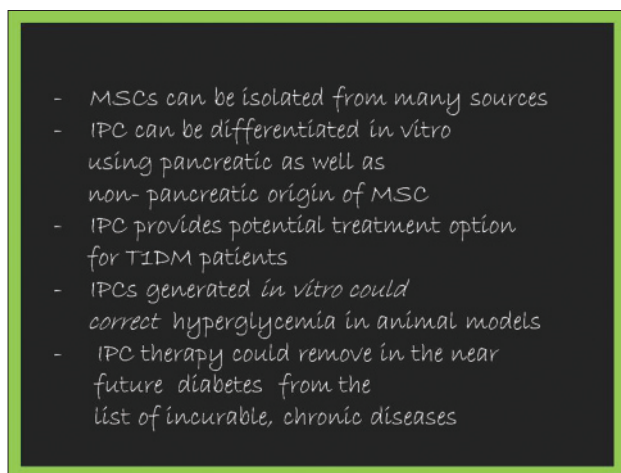 - MSCs can be isolated from many sources
- IPC can be differentiated in vitro
using pancreatic as well as
non- pancreatic origin of MSC
- IPC provides potential treatment option
for T1DM patients
- IPCs generated in vitro could
correct hyperglycemia in animal models
- IPC therapy could remove in the near
future diabetes from the
list of incurable, chronic diseases